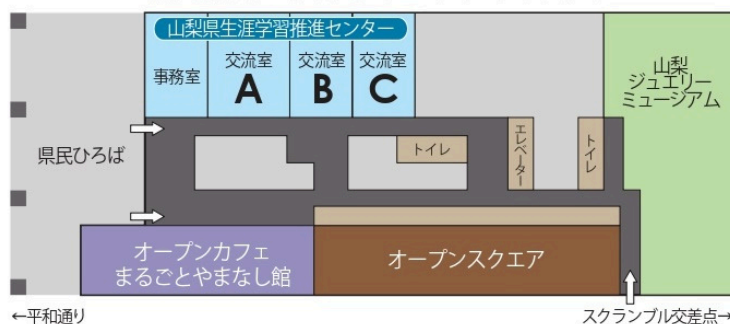 山梨県生涯学習推進センター
事務室
交流室
A
交流室
B
交流室
C
山梨
ジュエリー
ミュージアム
県民ひろば
トイレ
エレベーター
トイレ
オープンカフェ
まるごとやまなし館
オープンスクエア
←平和通り
スクランブル交差点→